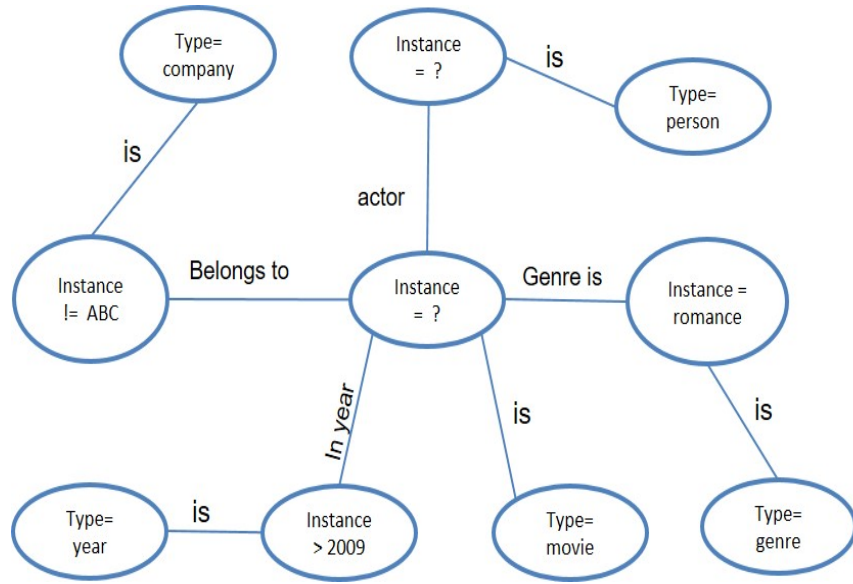 Type=
company
Instance
= ?
is
Type=
person
is
actor
Instance
!= ABC
Belongs to
Instance
= ?
Genre is
Instance =
romance
In year
is
is
Type=
year
is
Instance
> 2009
Type=
movie
Type=
genre